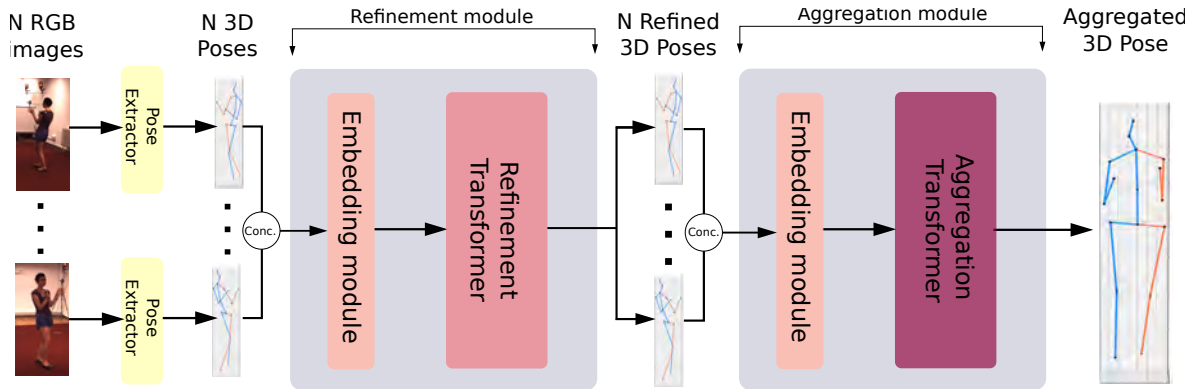 N RGB
images
N 3D
Poses
Refinement module
N Refined
3D Poses
Aggregation module
Aggregated
3D Pose
Pose
Extractor
Pose
Extractor
Conc.
Embedding module
Refinement
Transformer
Conc.
Embedding module
Aggregation
Transformer